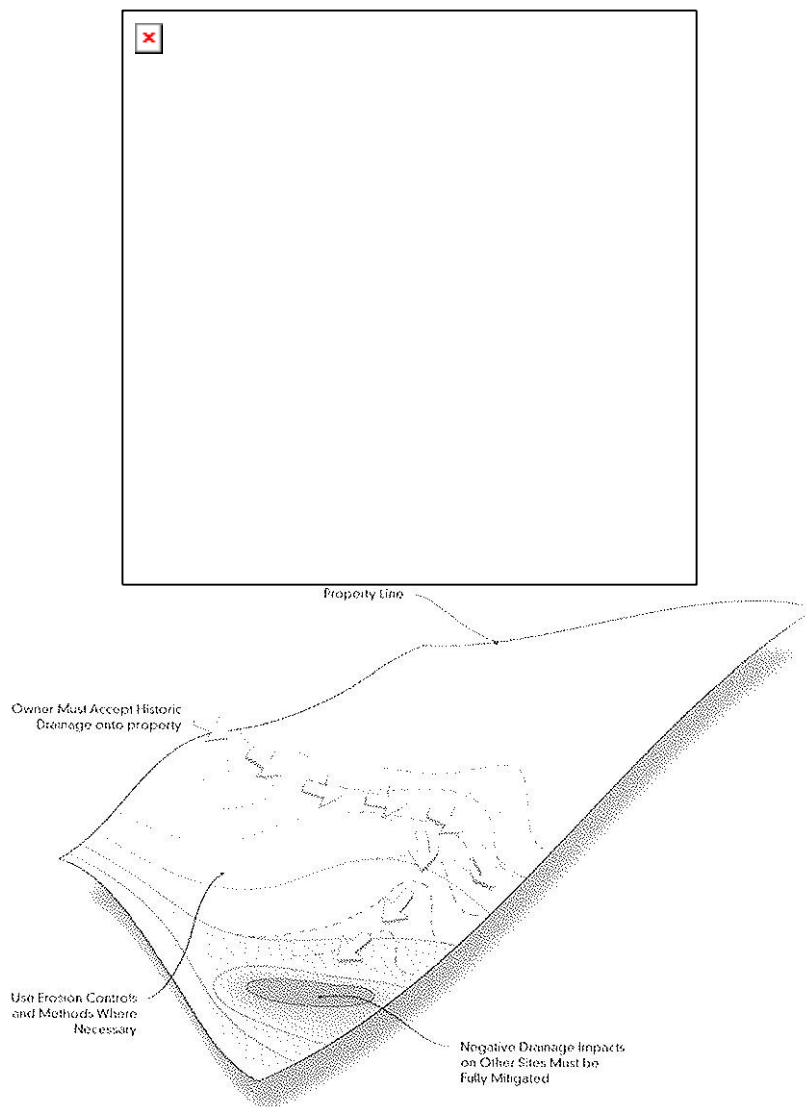 Property Line
Owner Must Accept Historic
Drainage onto property
Use Erosion Controls
and Methods Where
Necessary
Negative Drainage Impacts
on Other Sites Must be
Fully Mitigated